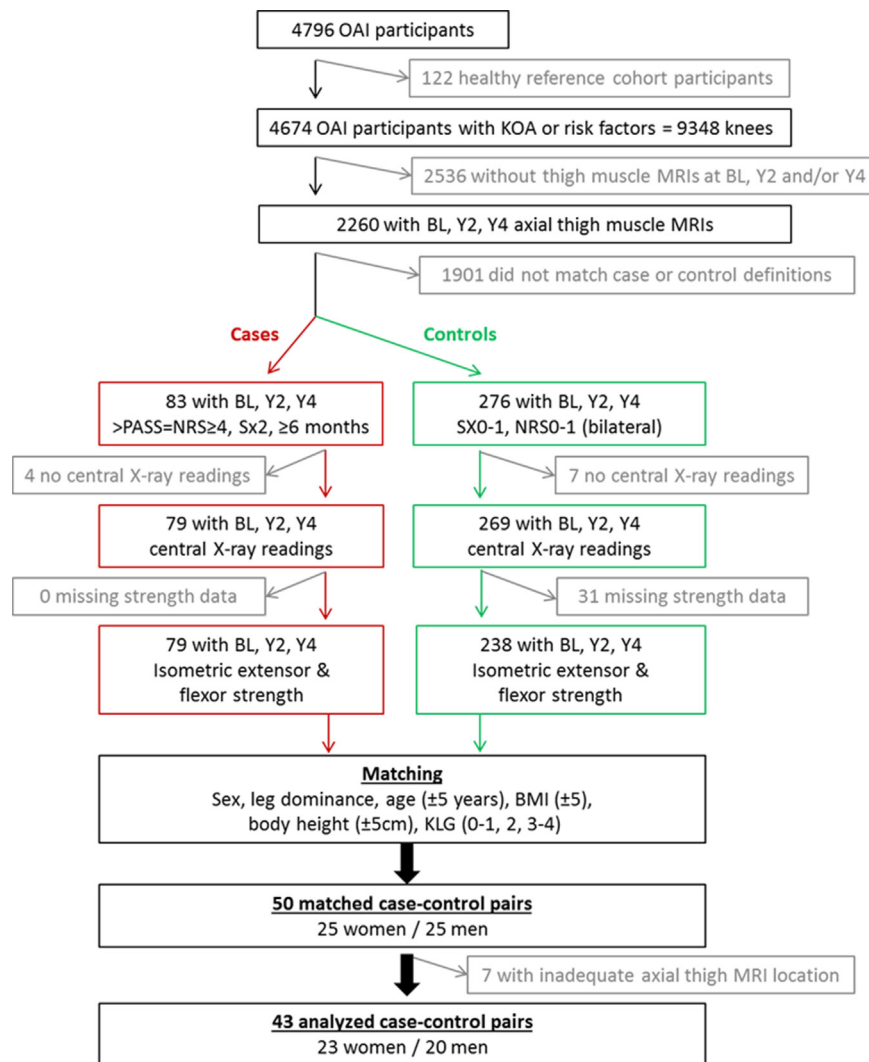 4796 OAI participants
122 healthy reference cohort participants
4674 OAI participants with KOA or risk factors = 9348 knees
2536 without thigh muscle MRIs at BL, Y2 and/or Y4
2260 with BL, Y2, Y4 axial thigh muscle MRIs
1901 did not match case or control definitions
Cases
Controls
83 with BL, Y2, Y4
>PASS=NRS≥4, Sx2, ≥6 months
276 with BL, Y2, Y4
SX0-1, NRS0-1 (bilateral)
4 no central X-ray readings
7 no central X-ray readings
79 with BL, Y2, Y4
central X-ray readings
269 with BL, Y2, Y4
central X-ray readings
0 missing strength data
31 missing strength data
79 with BL, Y2, Y4
Isometric extensor &
flexor strength
238 with BL, Y2, Y4
Isometric extensor &
flexor strength
Matching
Sex, leg dominance, age (±5 years), BMI (±5),
body height (±5cm), KLG (0-1, 2, 3-4)
50 matched case-control pairs
25 women / 25 men
7 with inadequate axial thigh MRI location
43 analyzed case-control pairs
23 women / 20 men